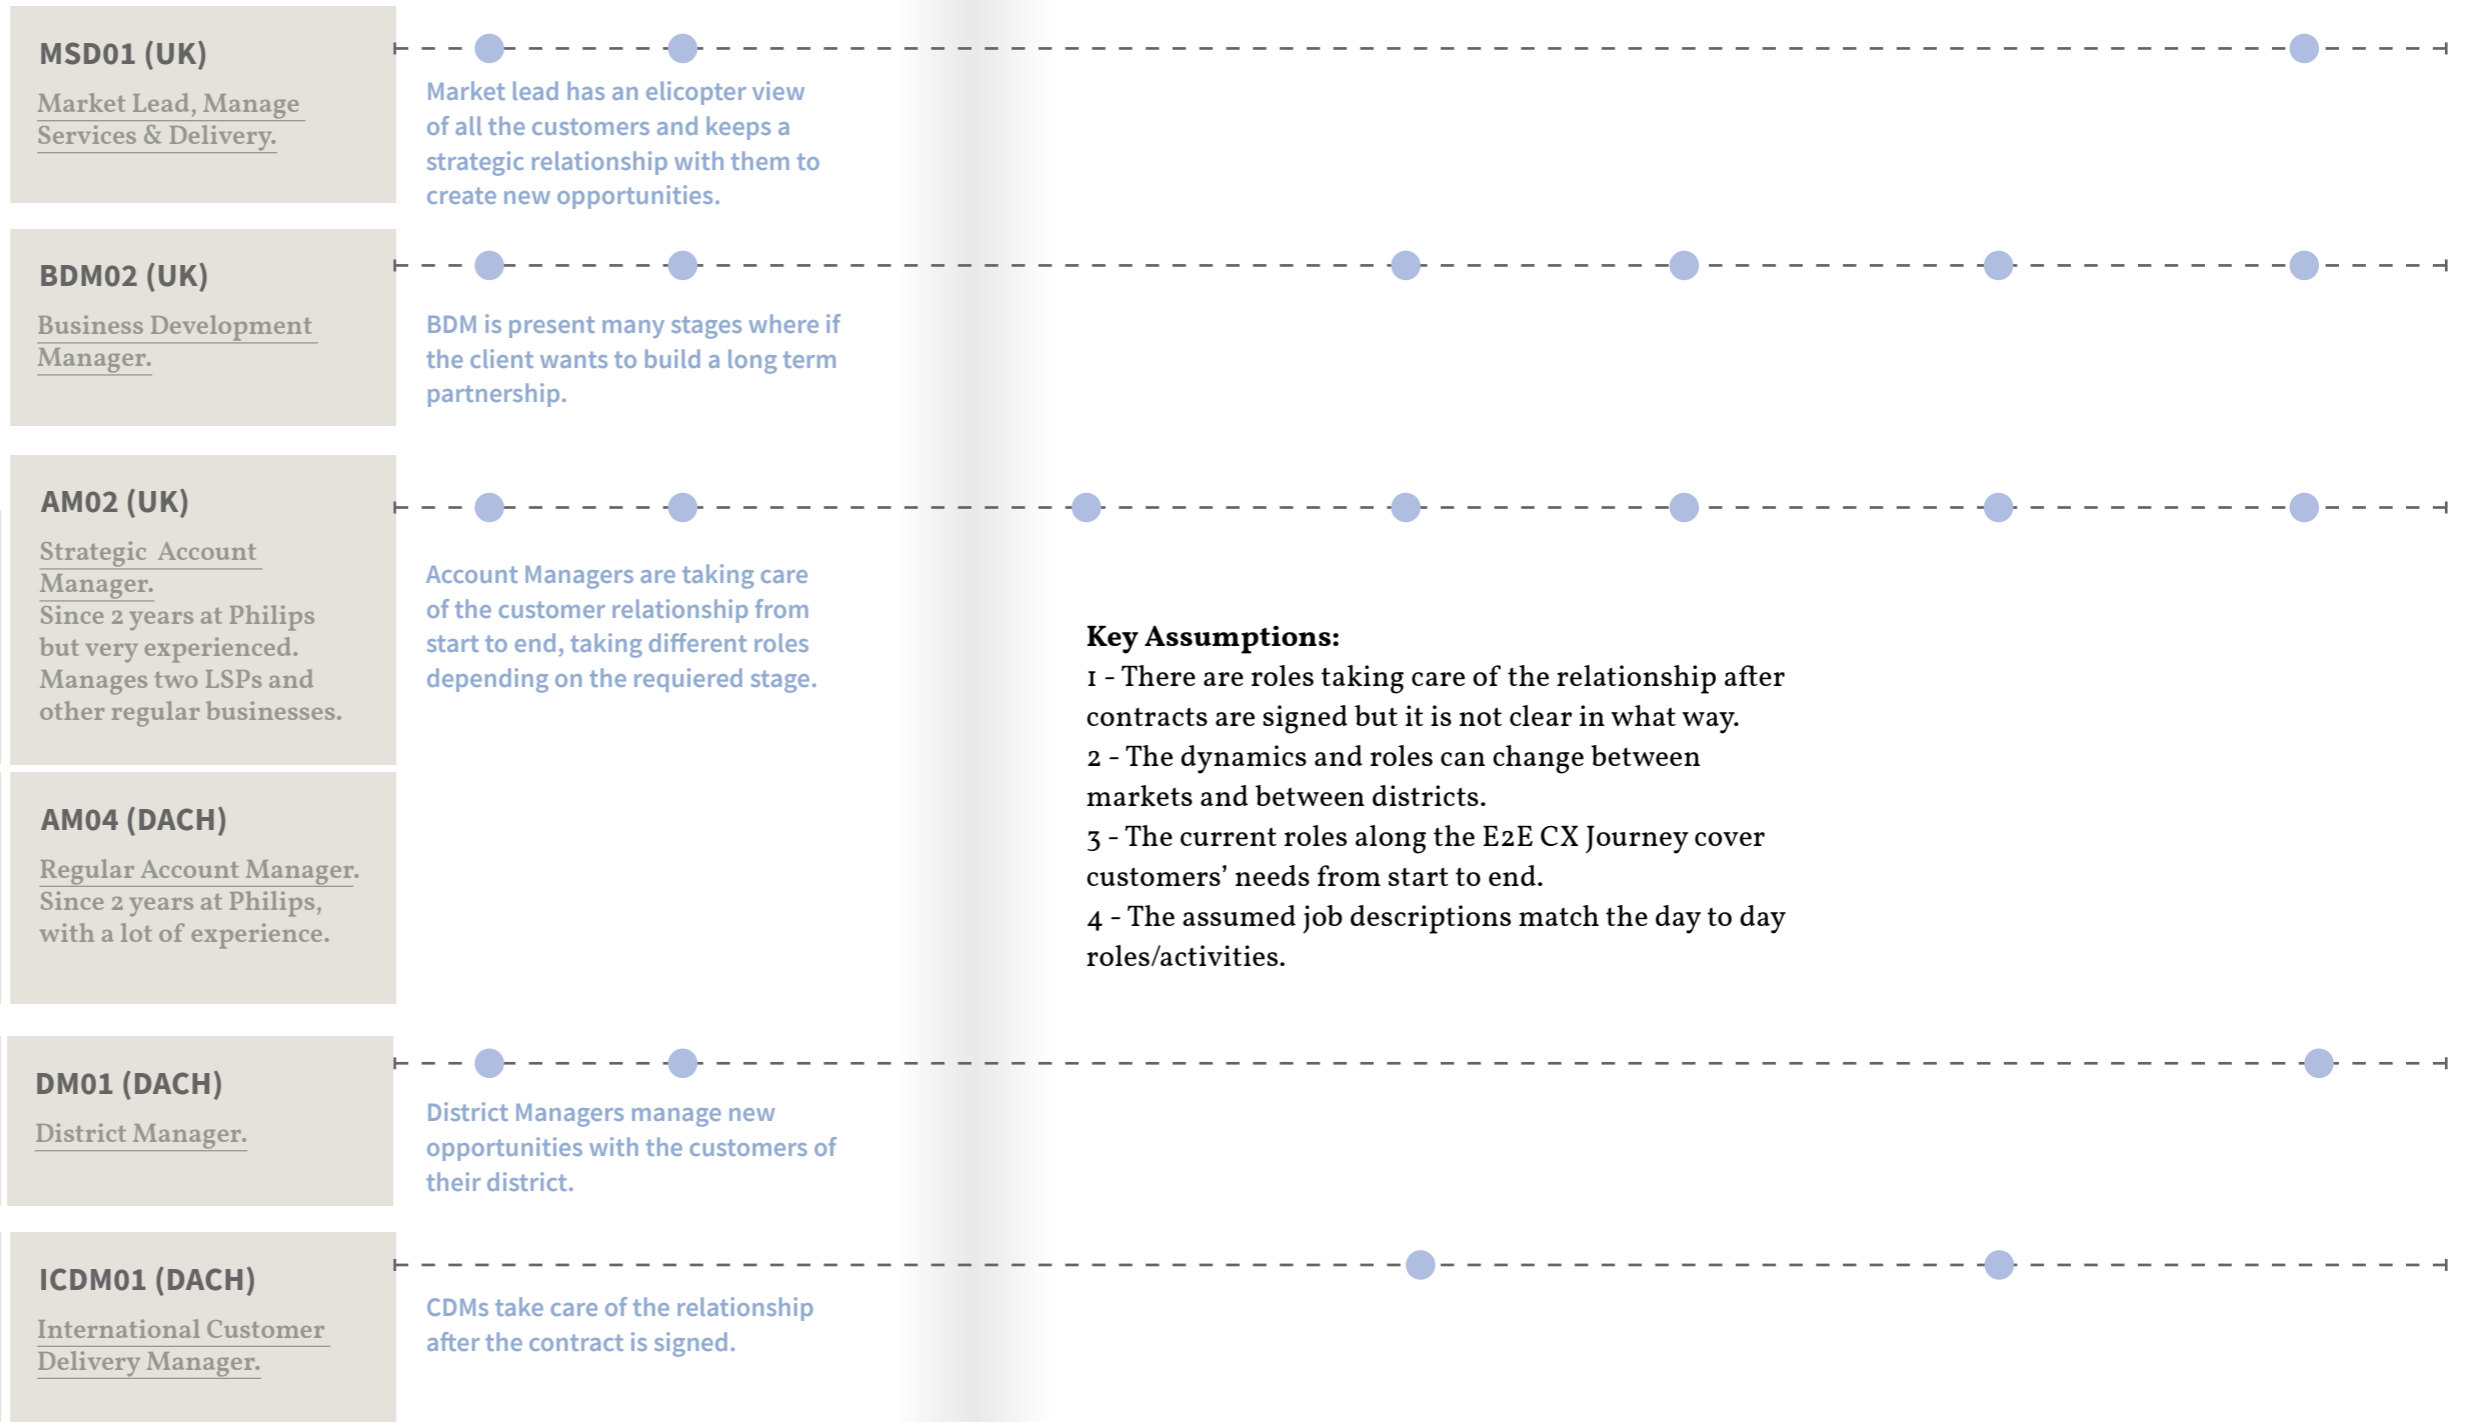 MSD01 (UK)
Market Lead, Manage
Services & Delivery.
Market lead has an elicopter view
of all the customers and keeps a
strategic relationship with them to
create new opportunities.
BDM02 (UK)
Business Development
Manager.
BDM is present many stages where if
the client wants to build a long term
partnership.
AM02 (UK)
Strategic Account
Manager.
Since 2 years at Philips
but very experienced.
Manages two LSPs and
other regular businesses.
Account Managers are taking care
of the customer relationship from
start to end, taking different roles
depending on the requiered stage.
Key Assumptions:
1 - There are roles taking care of the relationship after
contracts are signed but it is not clear in what way.
2 - The dynamics and roles can change between
markets and between districts.
3 - The current roles along the E2E CX Journey cover
customers’ needs from start to end.
4 - The assumed job descriptions match the day to day
roles/activities.
AM04 (DACH)
Regular Account Manager.
Since 2 years at Philips,
with a lot of experience.
DM01 (DACH)
District Manager.
District Managers manage new
opportunities with the customers of
their district.
ICDM01 (DACH)
International Customer
Delivery Manager.
CDMs take care of the relationship
after the contract is signed.